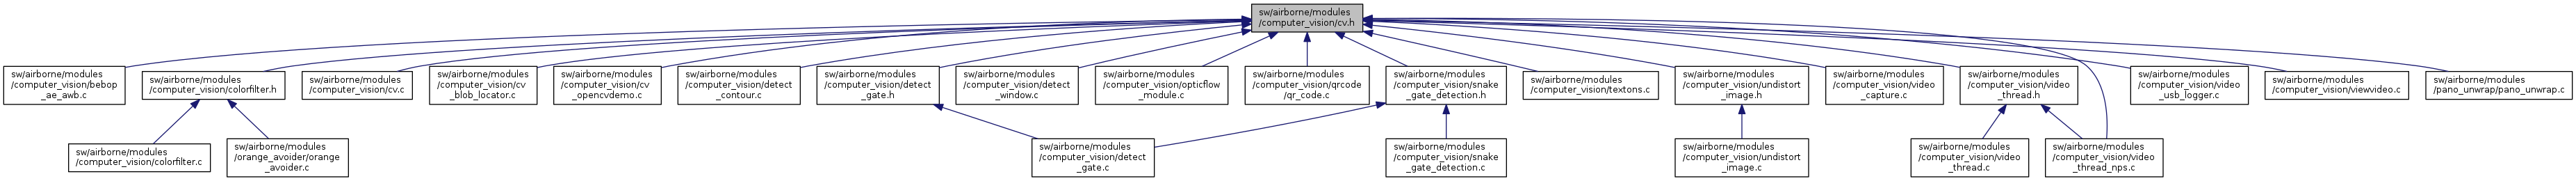 sw/airborne/modules
/computer_vision/cv.h
sw/airborne/modules
/computer_vision/bebop
_ae_awb.c
sw/airborne/modules
/computer_vision/colorfilter.h
sw/airborne/modules
/computer_vision/cv.c
sw/airborne/modules
/computer_vision/cv
_blob_locator.c
sw/airborne/modules
/computer_vision/cv
_opencvdemo.c
sw/airborne/modules
/computer_vision/detect
_contour.c
sw/airborne/modules
/computer_vision/detect
_gate.h
sw/airborne/modules
/computer_vision/detect
_window.c
sw/airborne/modules
/computer_vision/opticflow
_module.c
sw/airborne/modules
/computer_vision/qrcode
/qr_code.c
sw/airborne/modules
/computer_vision/snake
_gate_detection.h
sw/airborne/modules
/computer_vision/textons.c
sw/airborne/modules
/computer_vision/undistort
_image.h
sw/airborne/modules
/computer_vision/video
_capture.c
sw/airborne/modules
/computer_vision/video
_thread.h
sw/airborne/modules
/computer_vision/video
_usb_logger.c
sw/airborne/modules
/computer_vision/viewvideo.c
sw/airborne/modules
/pano_unwrap/pano_unwrap.c
sw/airborne/modules
/computer_vision/colorfilter.c
sw/airborne/modules
/orange_avoider/orange
_avoider.c
sw/airborne/modules
/computer_vision/detect
_gate.c
sw/airborne/modules
/computer_vision/snake
_gate_detection.c
sw/airborne/modules
/computer_vision/undistort
_image.c
sw/airborne/modules
/computer_vision/video
_thread.c
sw/airborne/modules
/computer_vision/video
_thread_nps.c